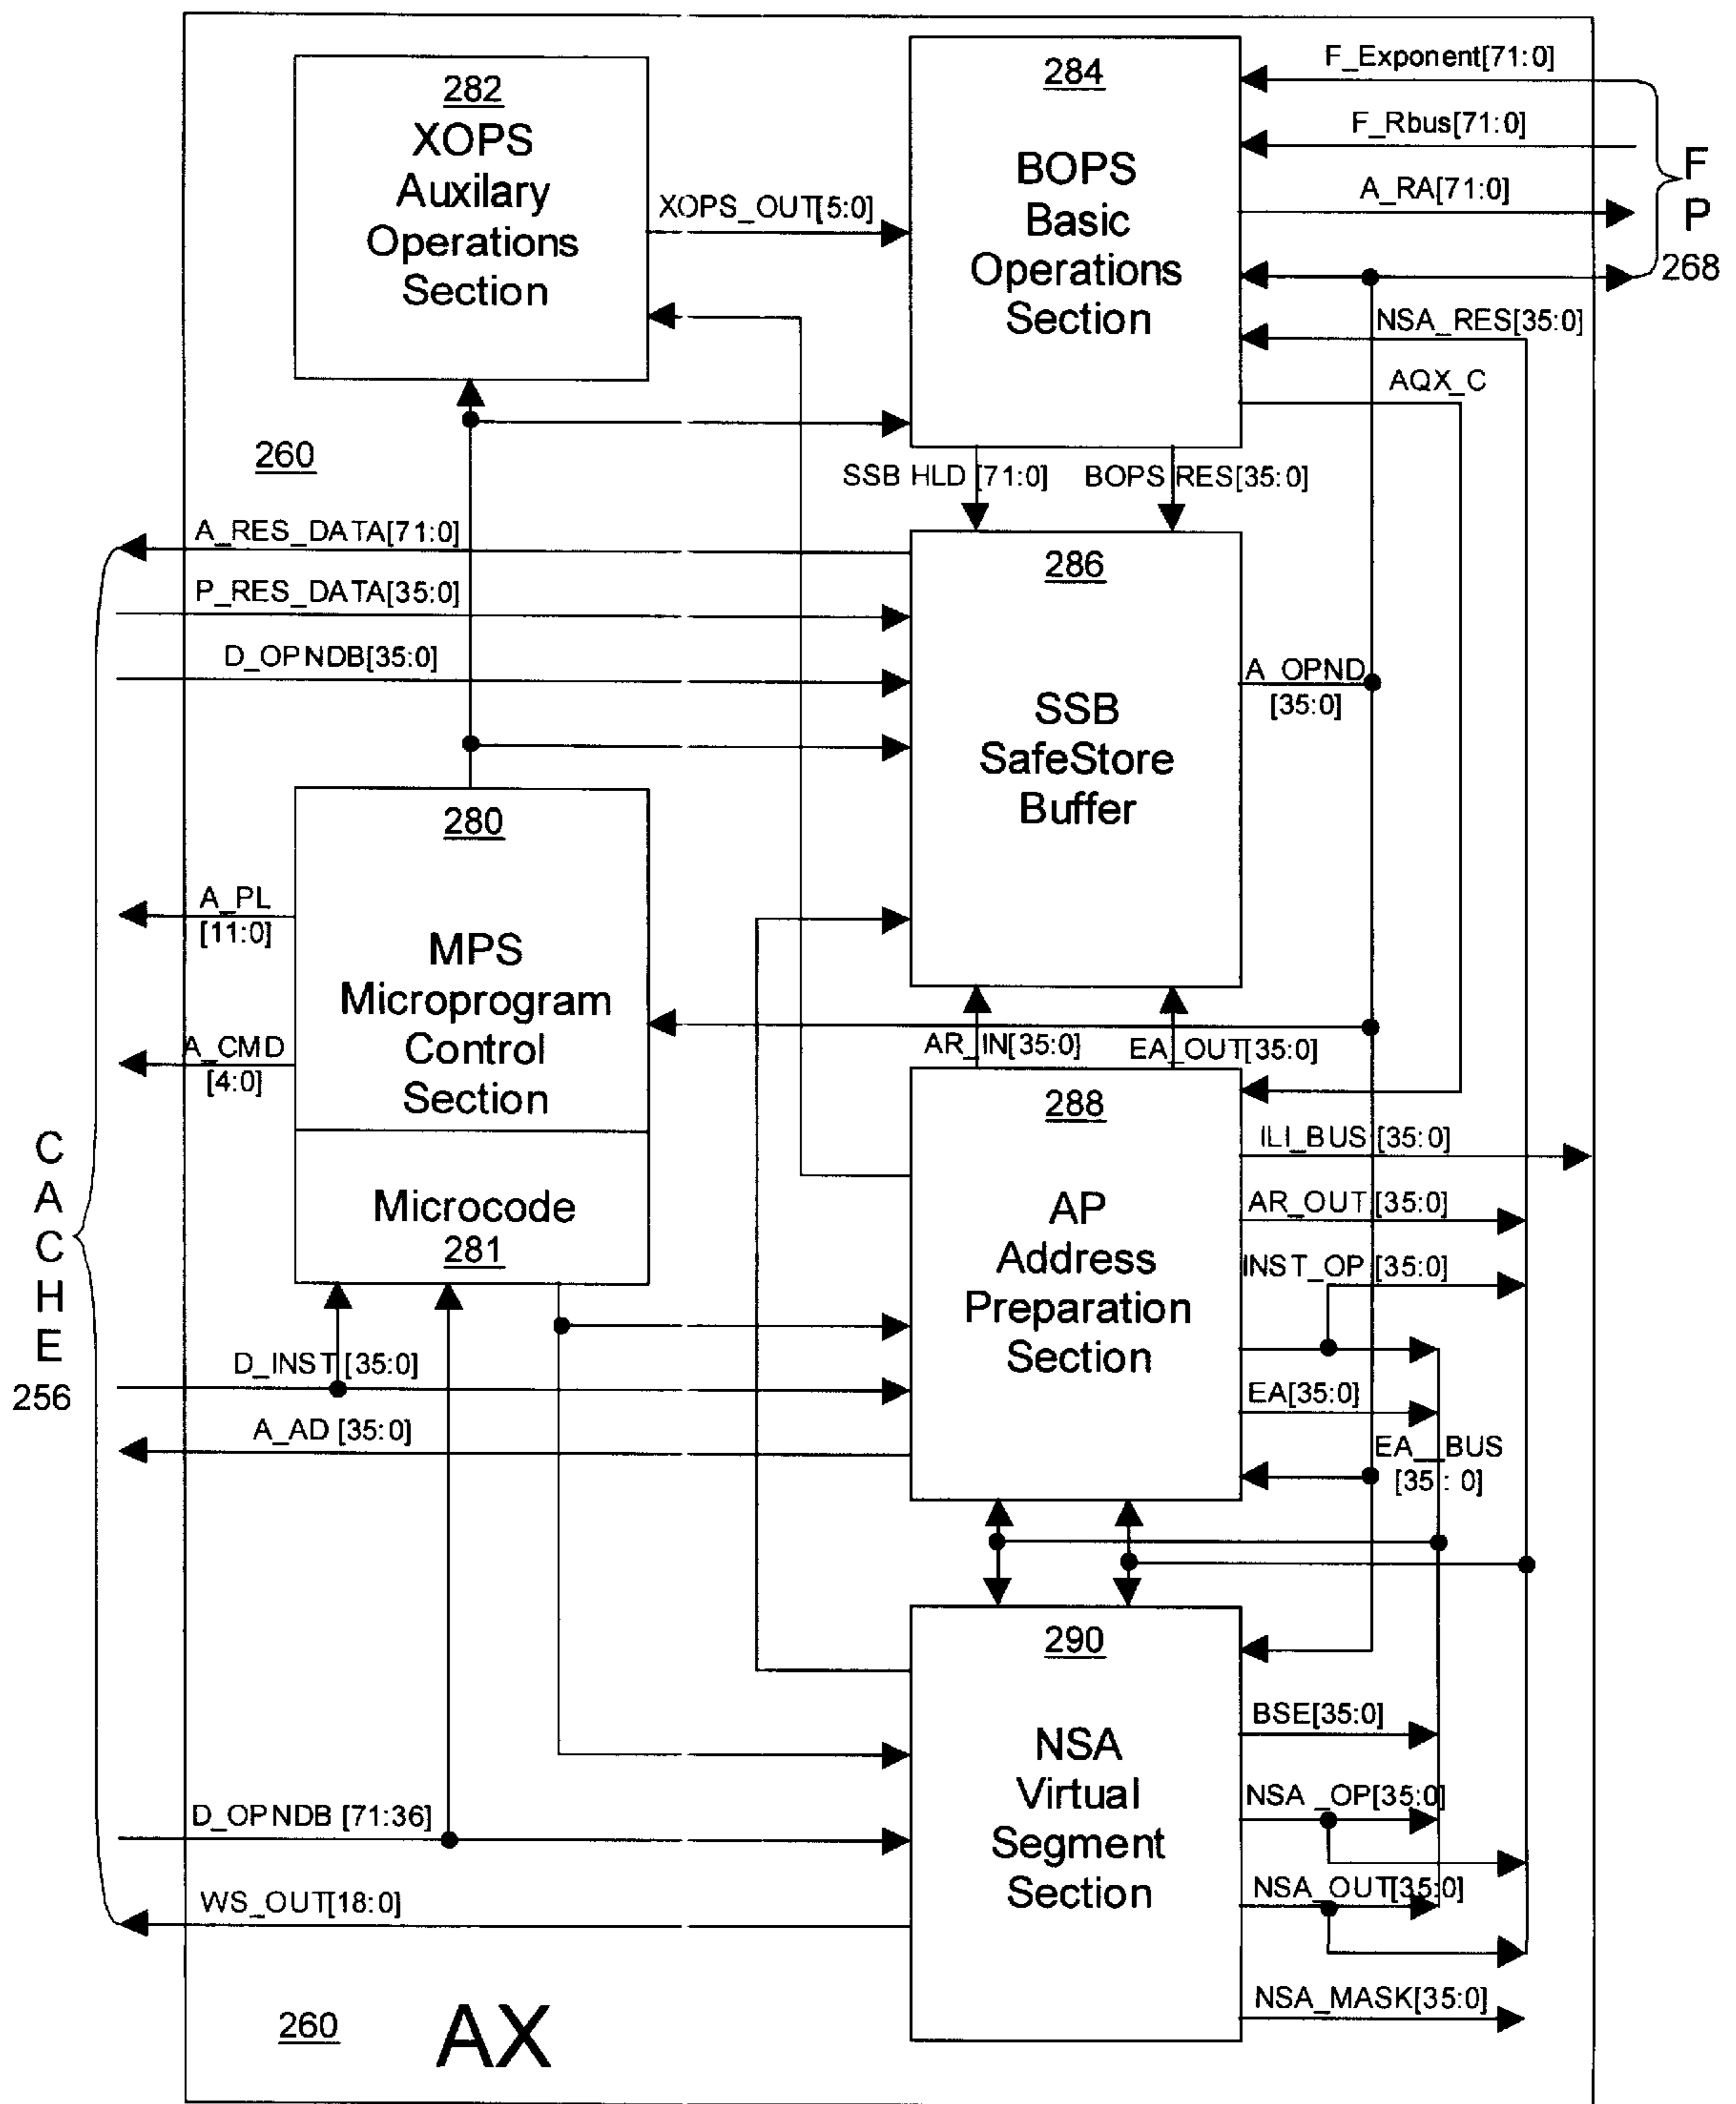 282
XOPS
Auxilary
Operations
Section
XOPS_OUT[5:0]
284
BOPS
Basic
Operations
Section
F_Exponent[71:0]
F_Rbus[71:0]
A_RA[71:0]
F
P
268
NSA_RES[35:0]
AQX_C
260
SSB HLD [71:0]
BOPS RES[35:0]
A_RES_DATA[71:0]
P_RES_DATA[35:0]
D_OPNDB[35:0]
286
SSB
SafeStore
Buffer
A_OPND
[35:0]
280
MPS
Microprogram
Control
Section
A_PL
[11:0]
A_CMD
[4:0]
Microcode
281
AR_IN[35:0]
EA_OUT[35:0]
288
AP
Address
Preparation
Section
ILI_BUS [35:0]
AR_OUT [35:0]
INST_OP [35:0]
EA[35:0]
EA_BUS
[35 : 0]
C
A
C
H
E
256
D_INST [35:0]
A_AD [35:0]
290
NSA
Virtual
Segment
Section
BSE[35:0]
NSA _OP[35:0]
NSA_OUT[35:0]
NSA_MASK[35:0]
D_OPNDB [71:36]
WS_OUT[18:0]
260
AX